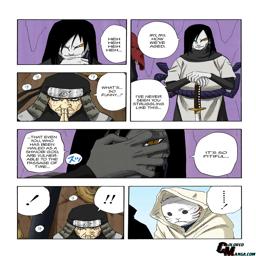 MY, MY.
HOW
WE'VE
AGED.
I'VE NEVER
SEEN YOU
STRUGGLING
LIKE THIS...
HEH
HEH
HEH
HEH...
WHAT'S
SO
FUNNY...?
IT'S SO
PITIFUL...
...THAT EVEN
YOU, WHO
HAS BEEN
HAILED AS A
SHINOBI GOD,
ARE VULNER-
ABLE TO THE
PASSAGE OF
TIME...
!
!!
COLORED
MANGA.COM